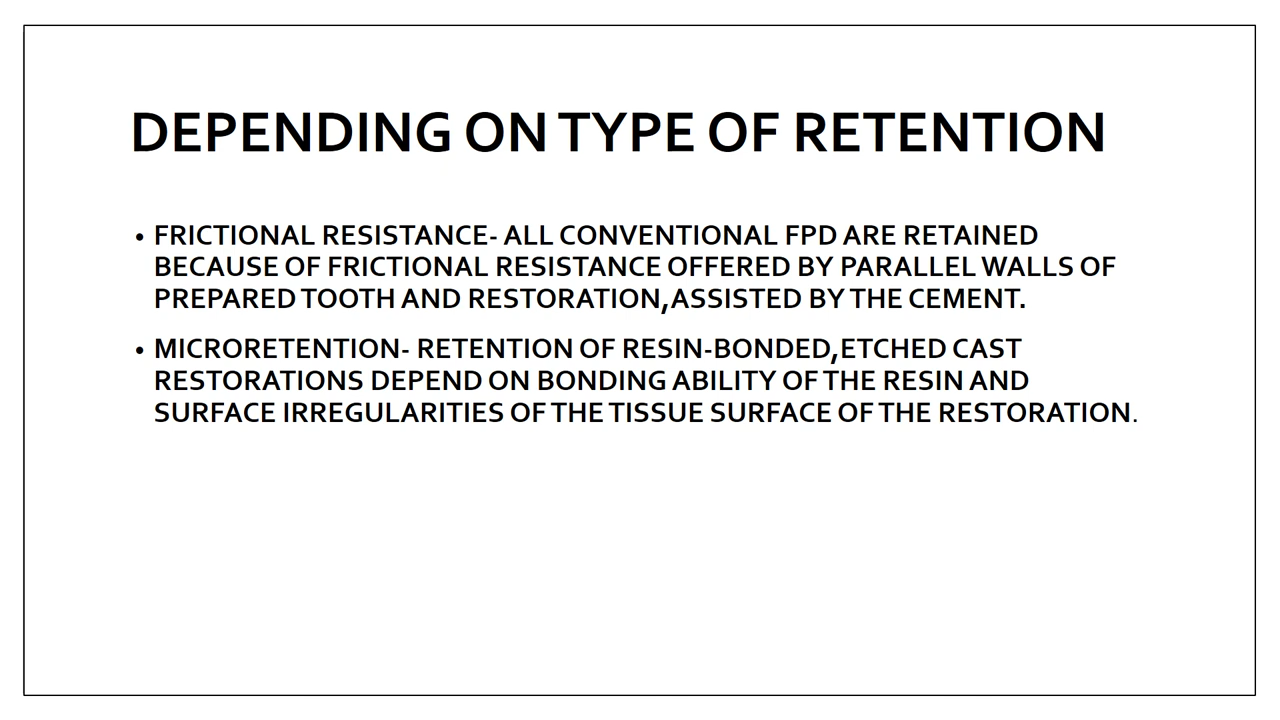 DEPENDING ON TYPE OF RETENTION
• FRICTIONAL RESISTANCE- ALL CONVENTIONAL FPD ARE RETAINED
BECAUSE OF FRICTIONAL RESISTANCE OFFERED BY PARALLEL WALLS OF
PREPARED TOOTH AND RESTORATION,ASSISTED BY THE CEMENT.
• MICRORETENTION- RETENTION OF RESIN-BONDED,ETCHED CAST
RESTORATIONS DEPEND ON BONDING ABILITY OF THE RESIN AND
SURFACE IRREGULARITIES OF THE TISSUE SURFACE OF THE RESTORATION.